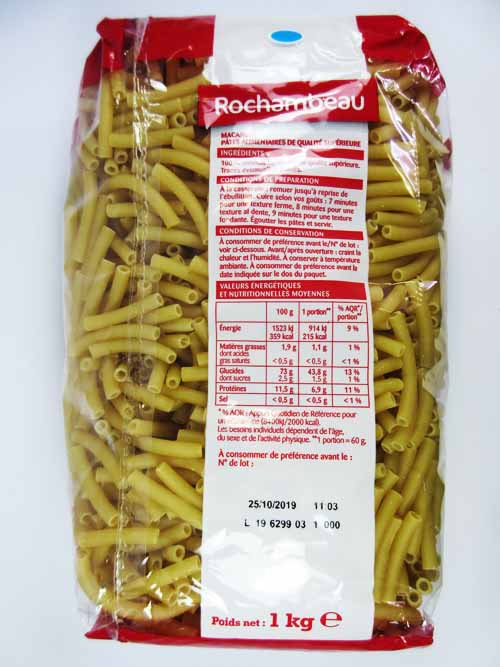 Rochambeau
PÂTES ALIMENTAIRES DE QUALITÉ SUPÉRIEURE
INGRÉDIENTS
100% qualité supérieure.
Traces
CONDITIONS DE PRÉPARATION
À la casserole : remuer jusqu'à reprise de
l'ébullition. Cuire selon vos goûts : 7 minutes
pour une texture ferme, 8 minutes pour une
texture al dente, 9 minutes pour une texture
fondante. Égoutter les pâtes et servir.
CONDITIONS DE CONSERVATION
À consommer de préférence avant le/N° de lot :
voir ci-dessous. Avant/après ouverture : craint la
chaleur et l'humidité. À conserver à température
ambiante. À consommer de préférence avant la
date indiquée sur le dos du paquet.
VALEURS ÉNERGÉTIQUES
ET NUTRITIONNELLES MOYENNES
100 g 1 portion** % AQR*/
portion**
Énergie 1523 kJ 914 kJ 9 %
359 kcal 215 kcal
Matières grasses 1,9 g 1,1 g 1 %
dont acides
gras saturés <0,5 g <0,5 g <1 %
Glucides 73 g 43,8 g 13 %
dont sucres 2,5 g 1,5 g 1 %
Protéines 11,5 g 6,9 g 11 %
Sel <0,5 g <0,5 g <1 %
*% AQR : Apport Quotidien de Référence pour
un (8400kJ/2000 kcal).
Les besoins individuels dépendent de l'âge,
du sexe et de l'activité physique. **1 portion = 60 g.
À consommer de préférence avant le :
N° de lot :
25/10/2019 11 03
L 19 6299 03 1 000
Poids net : 1 kg ℮